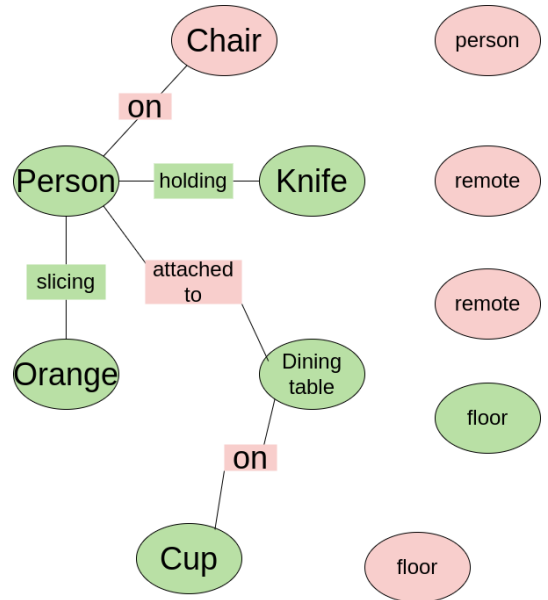 Chair
person
on
Person
holding
Knife
remote
slicing
attached
to
remote
Orange
Dining
table
floor
on
Cup
floor